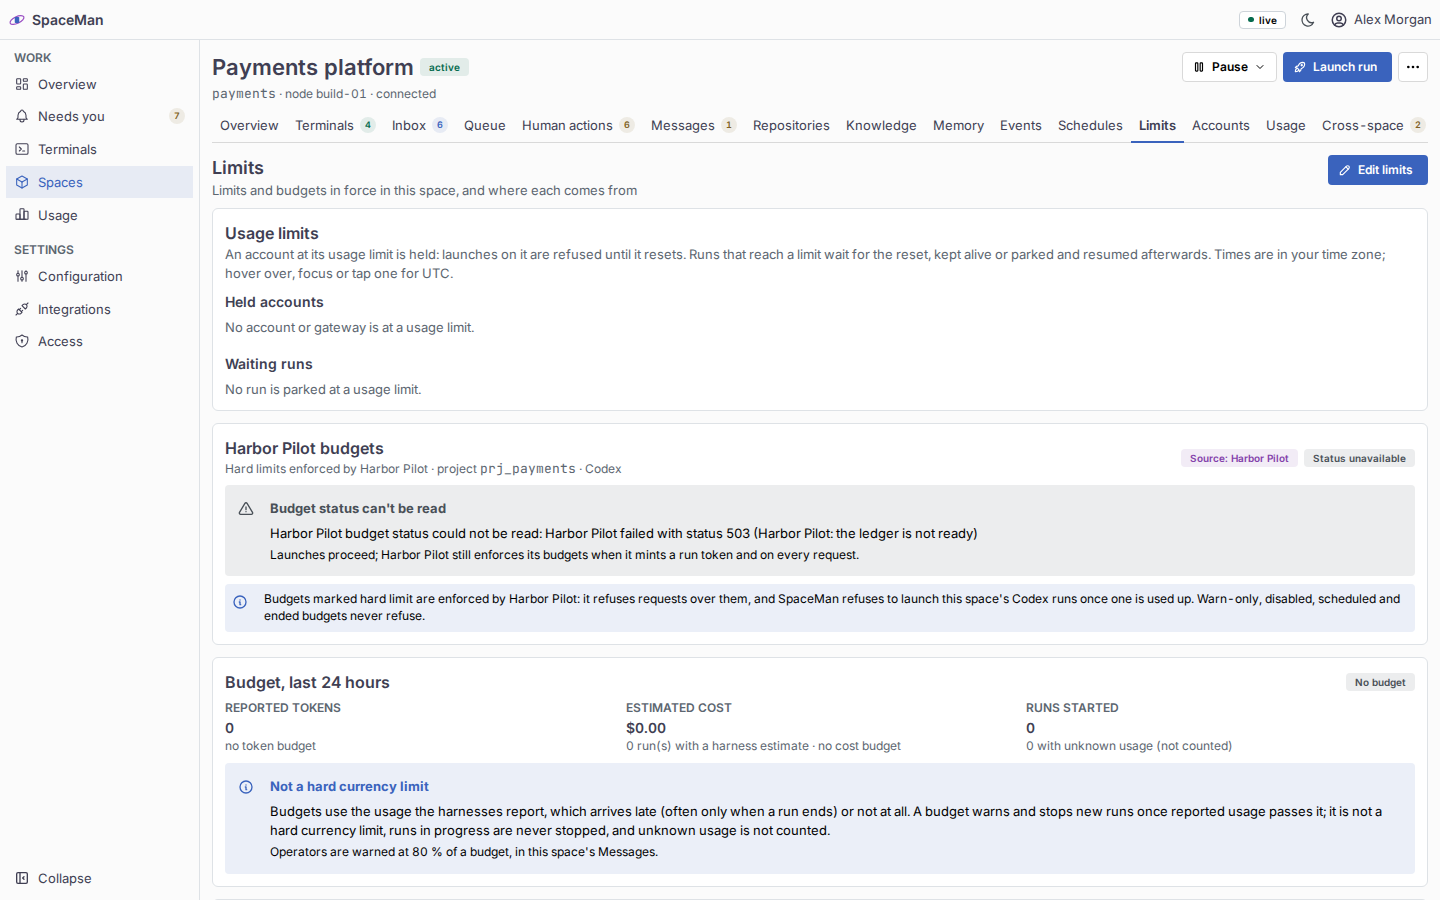 SpaceMan
live
Alex Morgan
WORK
Overview
Needs you 7
Terminals
Spaces
Usage
SETTINGS
Configuration
Integrations
Access
Collapse
Payments platform active
payments · node build-01 · connected
Pause
Launch run
Overview Terminals 4 Inbox 6 Queue Human actions 6 Messages 1 Repositories Knowledge Memory Events Schedules Limits Accounts Usage Cross-space 2
Limits
Limits and budgets in force in this space, and where each comes from
Edit limits
Usage limits
An account at its usage limit is held: launches on it are refused until it resets. Runs that reach a limit wait for the reset, kept alive or parked and resumed afterwards. Times are in your time zone;
hover over, focus or tap one for UTC.
Held accounts
No account or gateway is at a usage limit.
Waiting runs
No run is parked at a usage limit.
Harbor Pilot budgets
Hard limits enforced by Harbor Pilot · project prj_payments · Codex
Source: Harbor Pilot
Status unavailable
Budget status can't be read
Harbor Pilot budget status could not be read: Harbor Pilot failed with status 503 (Harbor Pilot: the ledger is not ready)
Launches proceed; Harbor Pilot still enforces its budgets when it mints a run token and on every request.
Budgets marked hard limit are enforced by Harbor Pilot: it refuses requests over them, and SpaceMan refuses to launch this space's Codex runs once one is used up. Warn-only, disabled, scheduled and
ended budgets never refuse.
Budget, last 24 hours
No budget
REPORTED TOKENS
0
no token budget
ESTIMATED COST
$0.00
0 run(s) with a harness estimate · no cost budget
RUNS STARTED
0
0 with unknown usage (not counted)
Not a hard currency limit
Budgets use the usage the harnesses report, which arrives late (often only when a run ends) or not at all. A budget warns and stops new runs once reported usage passes it; it is not a
hard currency limit, runs in progress are never stopped, and unknown usage is not counted.
Operators are warned at 80 % of a budget, in this space's Messages.